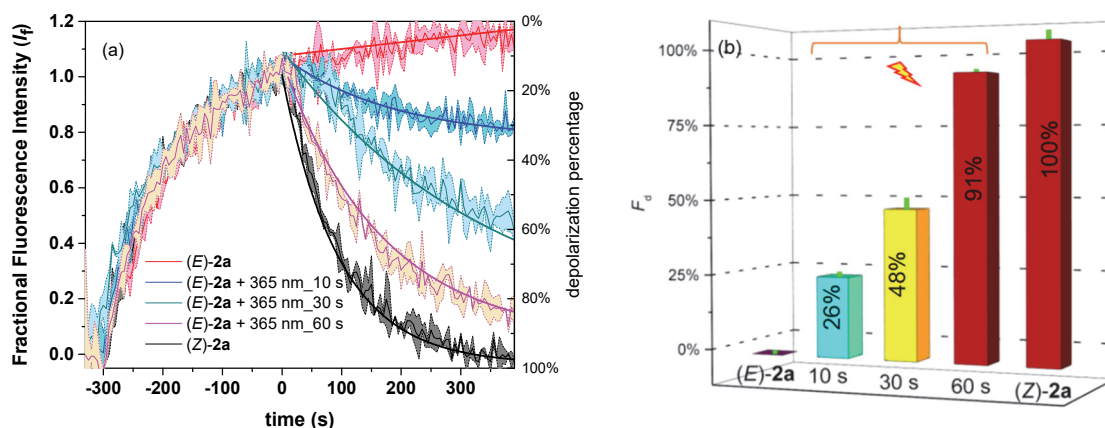 (a)
Fractional Fluorescence Intensity (If)
1.2
1.0
0.8
0.6
0.4
0.2
0.0
0%
20%
40%
60%
80%
100%
depolarization percentage
(E)-2a
(E)-2a + 365 nm_10 s
(E)-2a + 365 nm_30 s
(E)-2a + 365 nm_60 s
(Z)-2a
-300 -200 -100 0 100 200 300
time (s)
(b)
Fd
100%
75%
50%
25%
0%
26%
48%
91%
100%
(E)-2a 10 s 30 s 60 s (Z)-2a